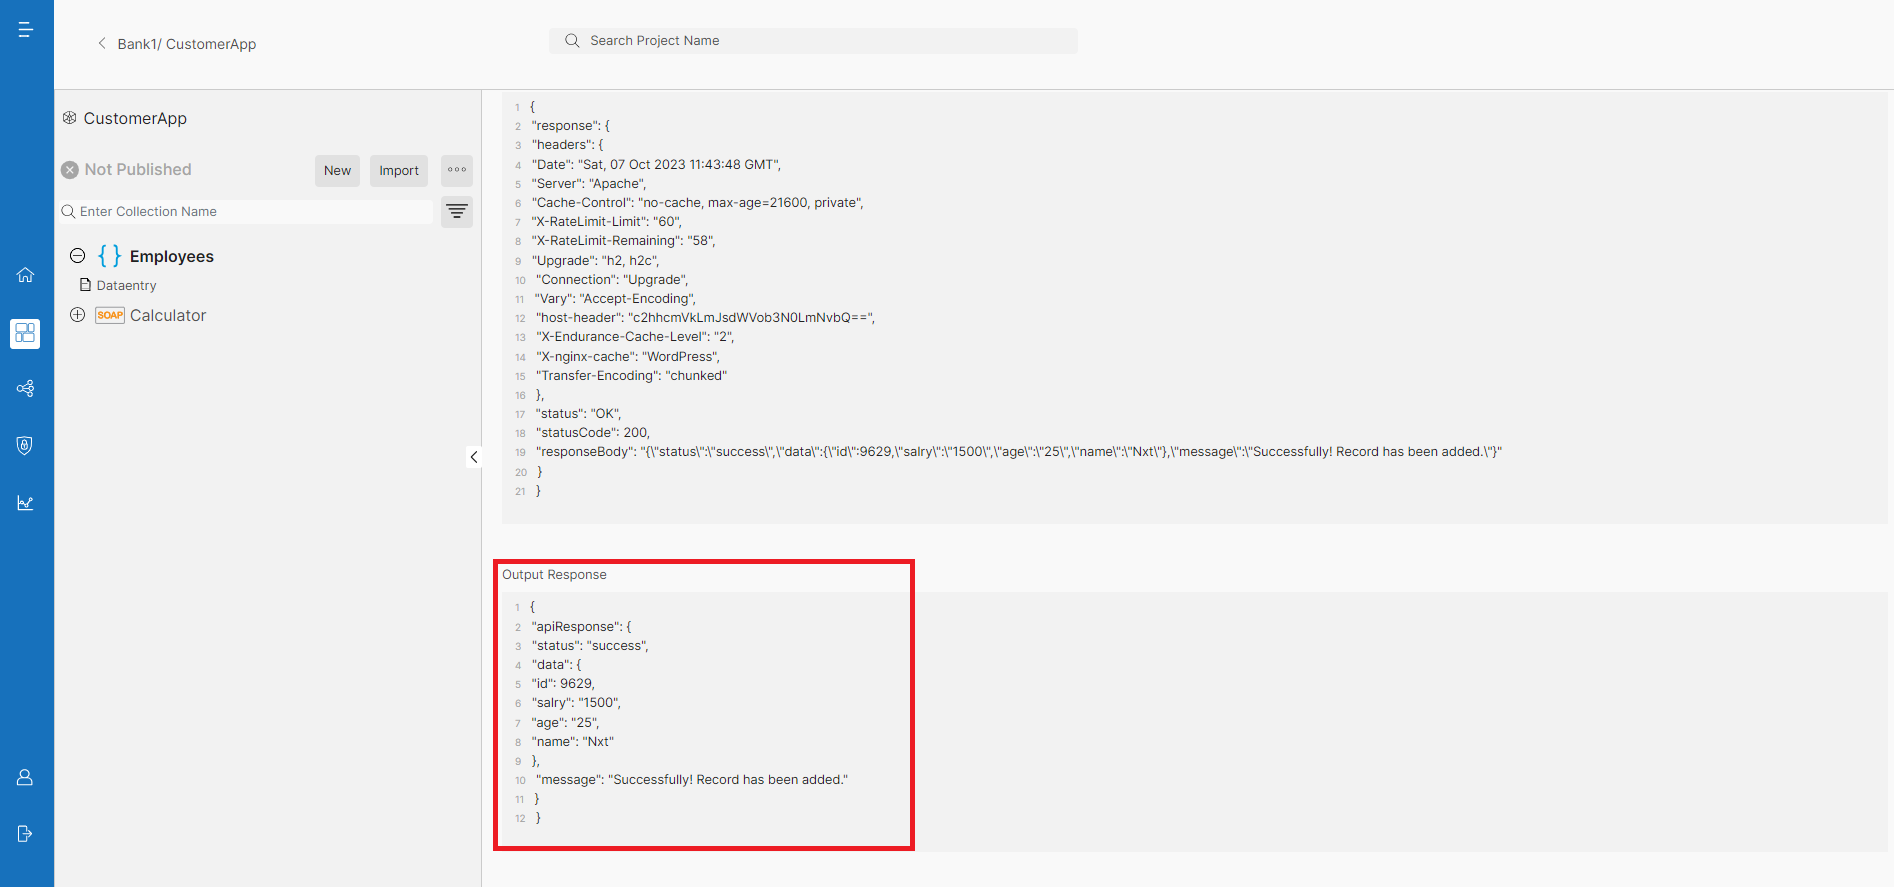 Bank1/ CustomerApp
Search Project Name
CustomerApp
Not Published
New
Import
Enter Collection Name
{ } Employees
Dataentry
SOAP Calculator
1 {
2 "response": {
3 "headers": {
4 "Date": "Sat, 07 Oct 2023 11:43:48 GMT",
5 "Server": "Apache",
6 "Cache-Control": "no-cache, max-age=21600, private",
7 "X-RateLimit-Limit": "60",
8 "X-RateLimit-Remaining": "58",
9 "Upgrade": "h2, h2c",
10 "Connection": "Upgrade",
11 "Vary": "Accept-Encoding",
12 "host-header": "c2hhcmVkLmJsdWVob3N0LmNvbQ==",
13 "X-Endurance-Cache-Level": "2",
14 "X-nginx-cache": "WordPress",
15 "Transfer-Encoding": "chunked"
16 },
17 "status": "OK",
18 "statusCode": 200,
19 "responseBody": "{\"status\":\"success\",\"data\":{\"id\":9629,\"salry\":\"1500\",\"age\":\"25\",\"name\":\"Nxt\"},\"message\":\"Successfully! Record has been added.\"}"
20 }
21 }
Output Response
1 {
2 "apiResponse": {
3 "status": "success",
4 "data": {
5 "id": 9629,
6 "salry": "1500",
7 "age": "25",
8 "name": "Nxt"
9 },
10 "message": "Successfully! Record has been added."
11 }
12 }